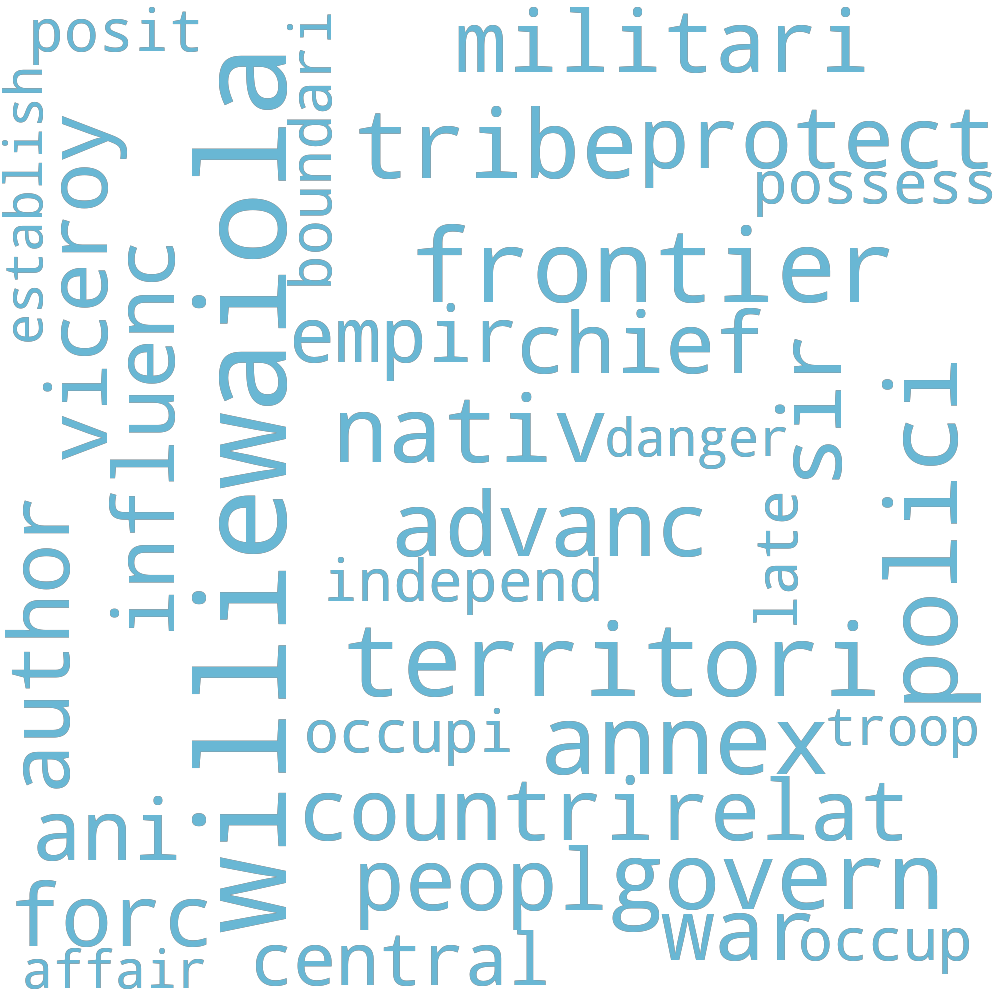 posit
militari
boundari
establish
viceroy
williewaiola
tribe
protect
possess
influenc
frontier
empir
chief
sir
nativ
danger
polici
advanc
late
author
independ
territori
occupi
annex
troop
ani
countri
relat
peopl
govern
forc
war
occup
affair
central